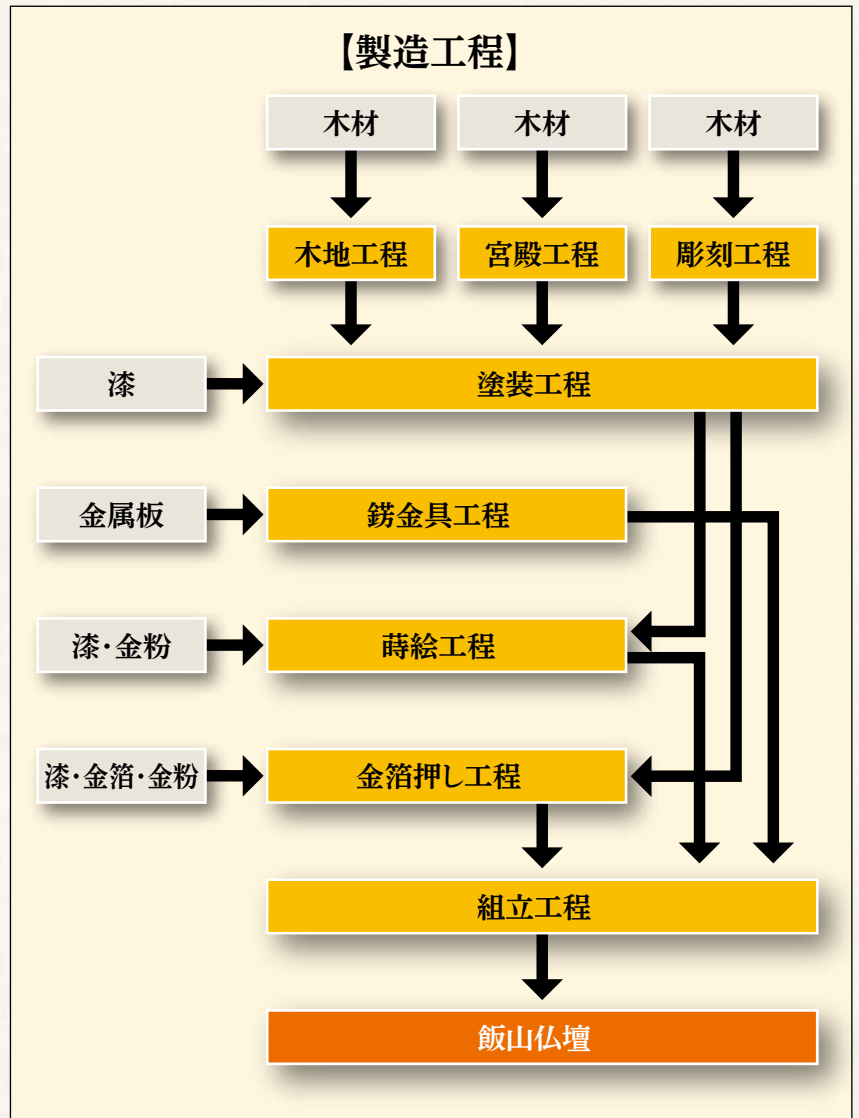 【製造工程】
木材
木材
木材
木地工程
宮殿工程
彫刻工程
漆
塗装工程
金属板
錺金具工程
漆・金粉
蒔絵工程
漆・金箔・金粉
金箔押し工程
組立工程
飯山仏壇